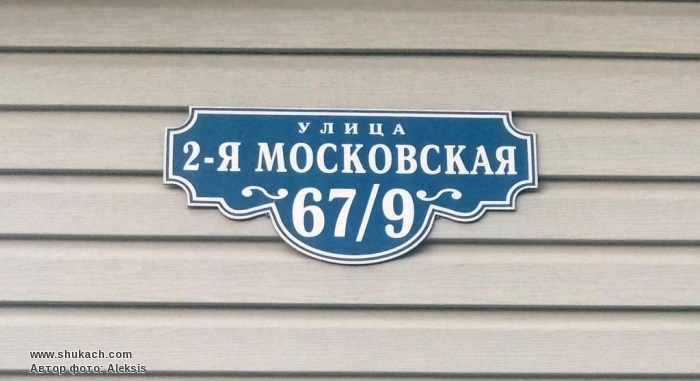 УЛИЦА
2-Я МОСКОВСКАЯ
67/9
www.shukach.com
Автор фото: Aleksis